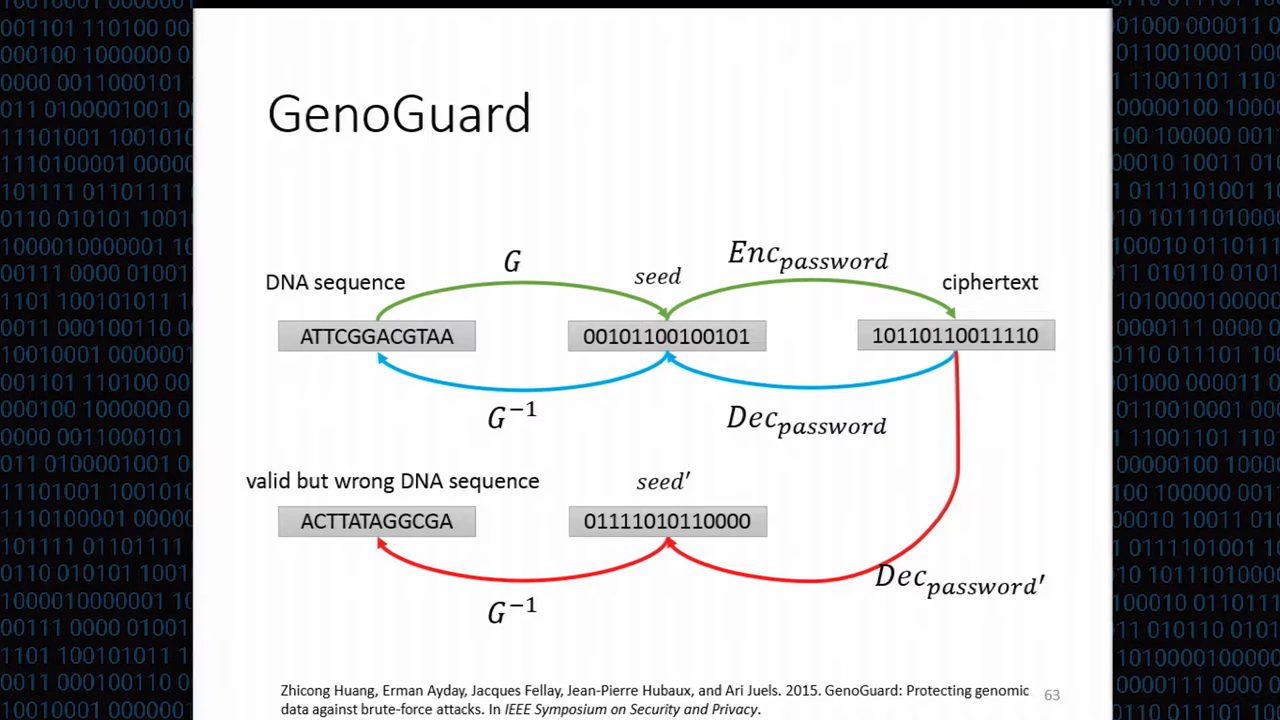 GenoGuard
G
Enc_password
DNA sequence
seed
ciphertext
ATTCGGACGTAA
00101100100101
10110110011110
G⁻¹
Dec_password
valid but wrong DNA sequence
seed′
ACTTATAGGCGA
01111010110000
Dec_password′
G⁻¹
Zhicong Huang, Erman Ayday, Jacques Fellay, Jean-Pierre Hubaux, and Ari Juels. 2015. GenoGuard: Protecting genomic
data against brute-force attacks. In IEEE Symposium on Security and Privacy.
63